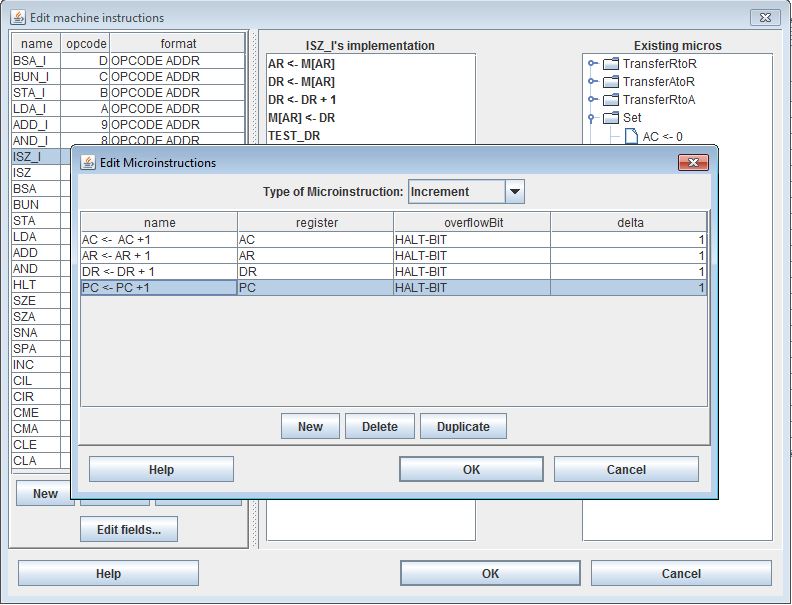 Edit machine instructions
name opcode format
BSA_I D OPCODE ADDR
BUN_I C OPCODE ADDR
STA_I B OPCODE ADDR
LDA_I A OPCODE ADDR
ADD_I 9 OPCODE ADDR
AND_I 8 OPCODE ADDR
ISZ_I
ISZ
BSA
BUN
STA
LDA
ADD
AND
HLT
SZE
SZA
SNA
SPA
INC
CIL
CIR
CME
CMA
CLE
CLA
New
Edit fields...
ISZ_I's implementation
AR <- M[AR]
DR <- M[AR]
DR <- DR + 1
M[AR] <- DR
TEST_DR
Existing micros
TransferRtoR
TransferAtoR
TransferRtoA
Set
AC <- 0
Edit Microinstructions
Type of Microinstruction: Increment
name register overflowBit delta
AC <- AC +1 AC HALT-BIT 1
AR <- AR + 1 AR HALT-BIT 1
DR <- DR + 1 DR HALT-BIT 1
PC <- PC +1 PC HALT-BIT 1
New Delete Duplicate
Help OK Cancel
Help OK Cancel